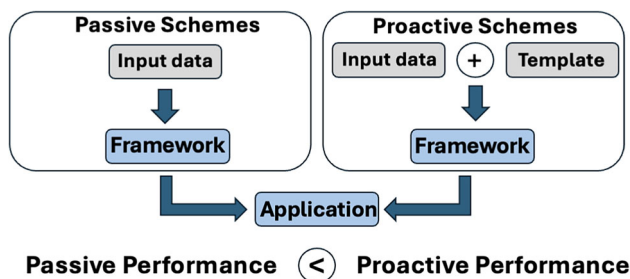 Passive Schemes
Input data
Framework
Proactive Schemes
Input data + Template
Framework
Application
Passive Performance < Proactive Performance